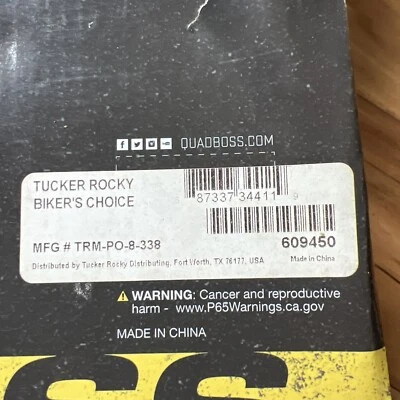 QUADBOSS.COM
TUCKER ROCKY
BIKER'S CHOICE
87337 34411 9
MFG # TRM-PO-8-338
609450
Distributed by Tucker Rocky Distributing, Fort Worth, TX 76177, USA
Made in China
WARNING: Cancer and reproductive
harm - www.P65Warnings.ca.gov
MADE IN CHINA
SS